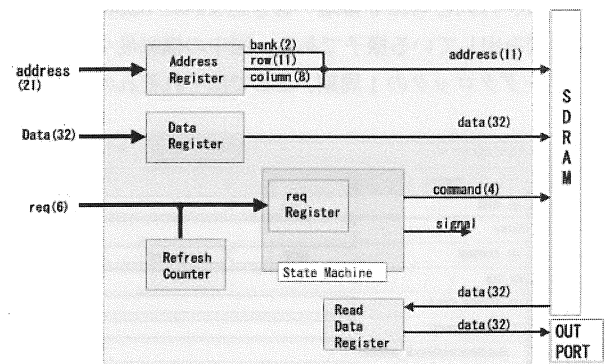 address
(21)
Address
Register
bank(2)
row(11)
column(8)
address(11)
Data(32)
Data
Register
data(32)
req(6)
req
Register
command(4)
signal
State Machine
Refresh
Counter
Read
Data
Register
data(32)
data(32)
SDRAM
OUT
PORT